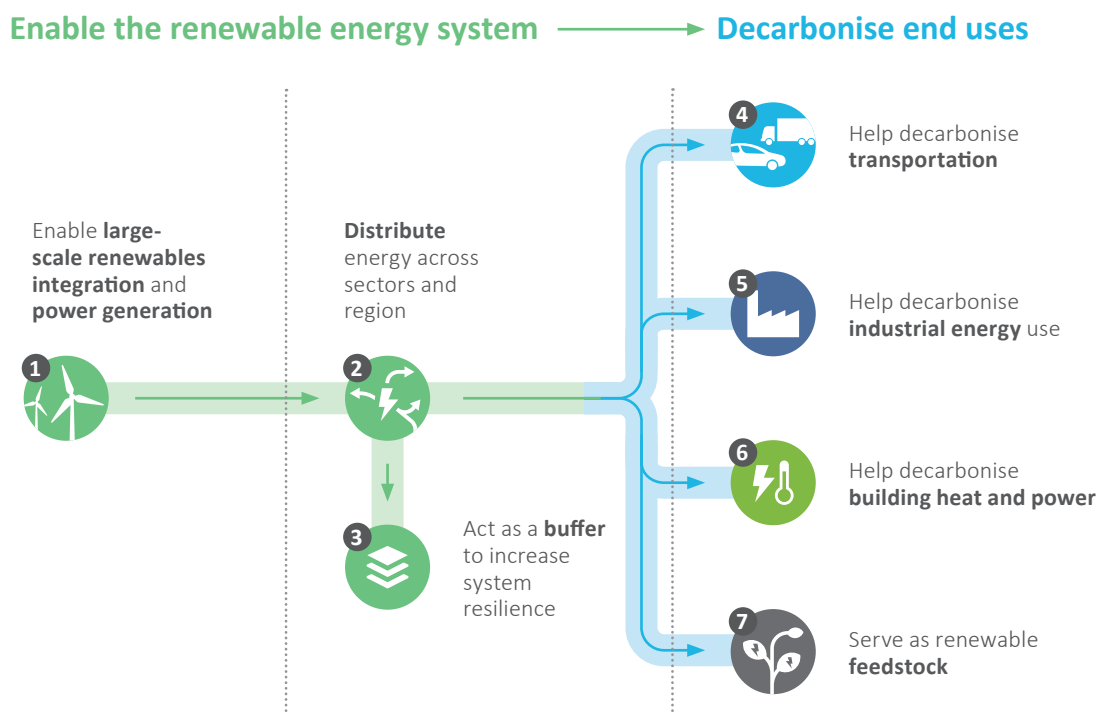 Enable the renewable energy system
Decarbonise end uses
1
Enable large-
scale renewables
integration and
power generation
2
Distribute
energy across
sectors and
region
3
Act as a buffer
to increase
system
resilience
4
Help decarbonise
transportation
5
Help decarbonise
industrial energy use
6
Help decarbonise
building heat and power
7
Serve as renewable
feedstock